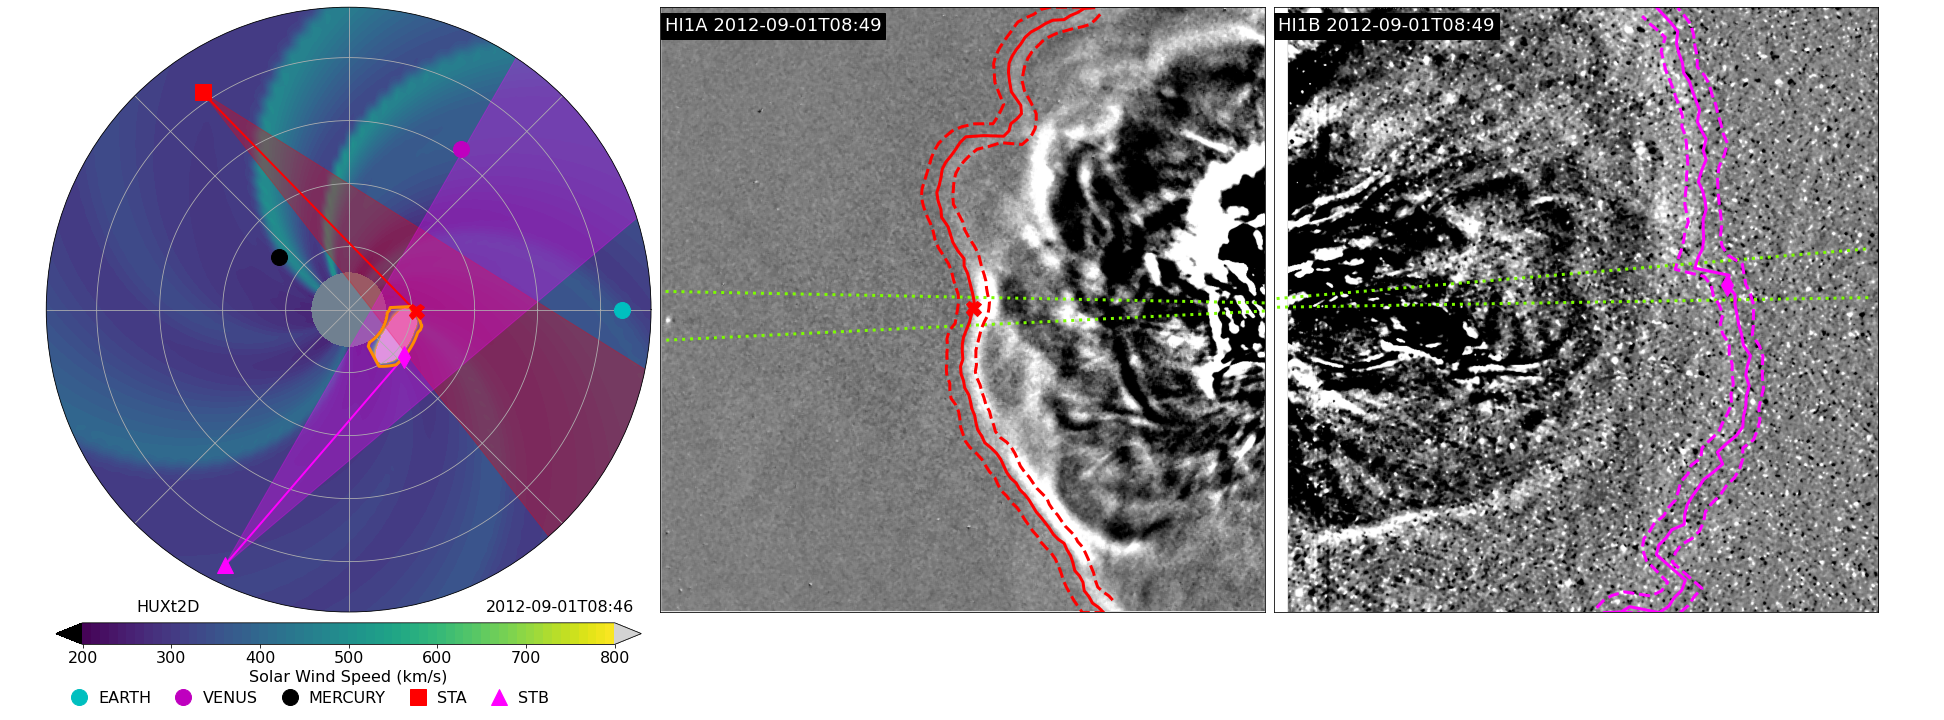 HI1A 2012-09-01T08:49
HI1B 2012-09-01T08:49
HUXt2D
2012-09-01T08:46
200 300 400 500 600 700 800
Solar Wind Speed (km/s)
EARTH VENUS MERCURY STA STB